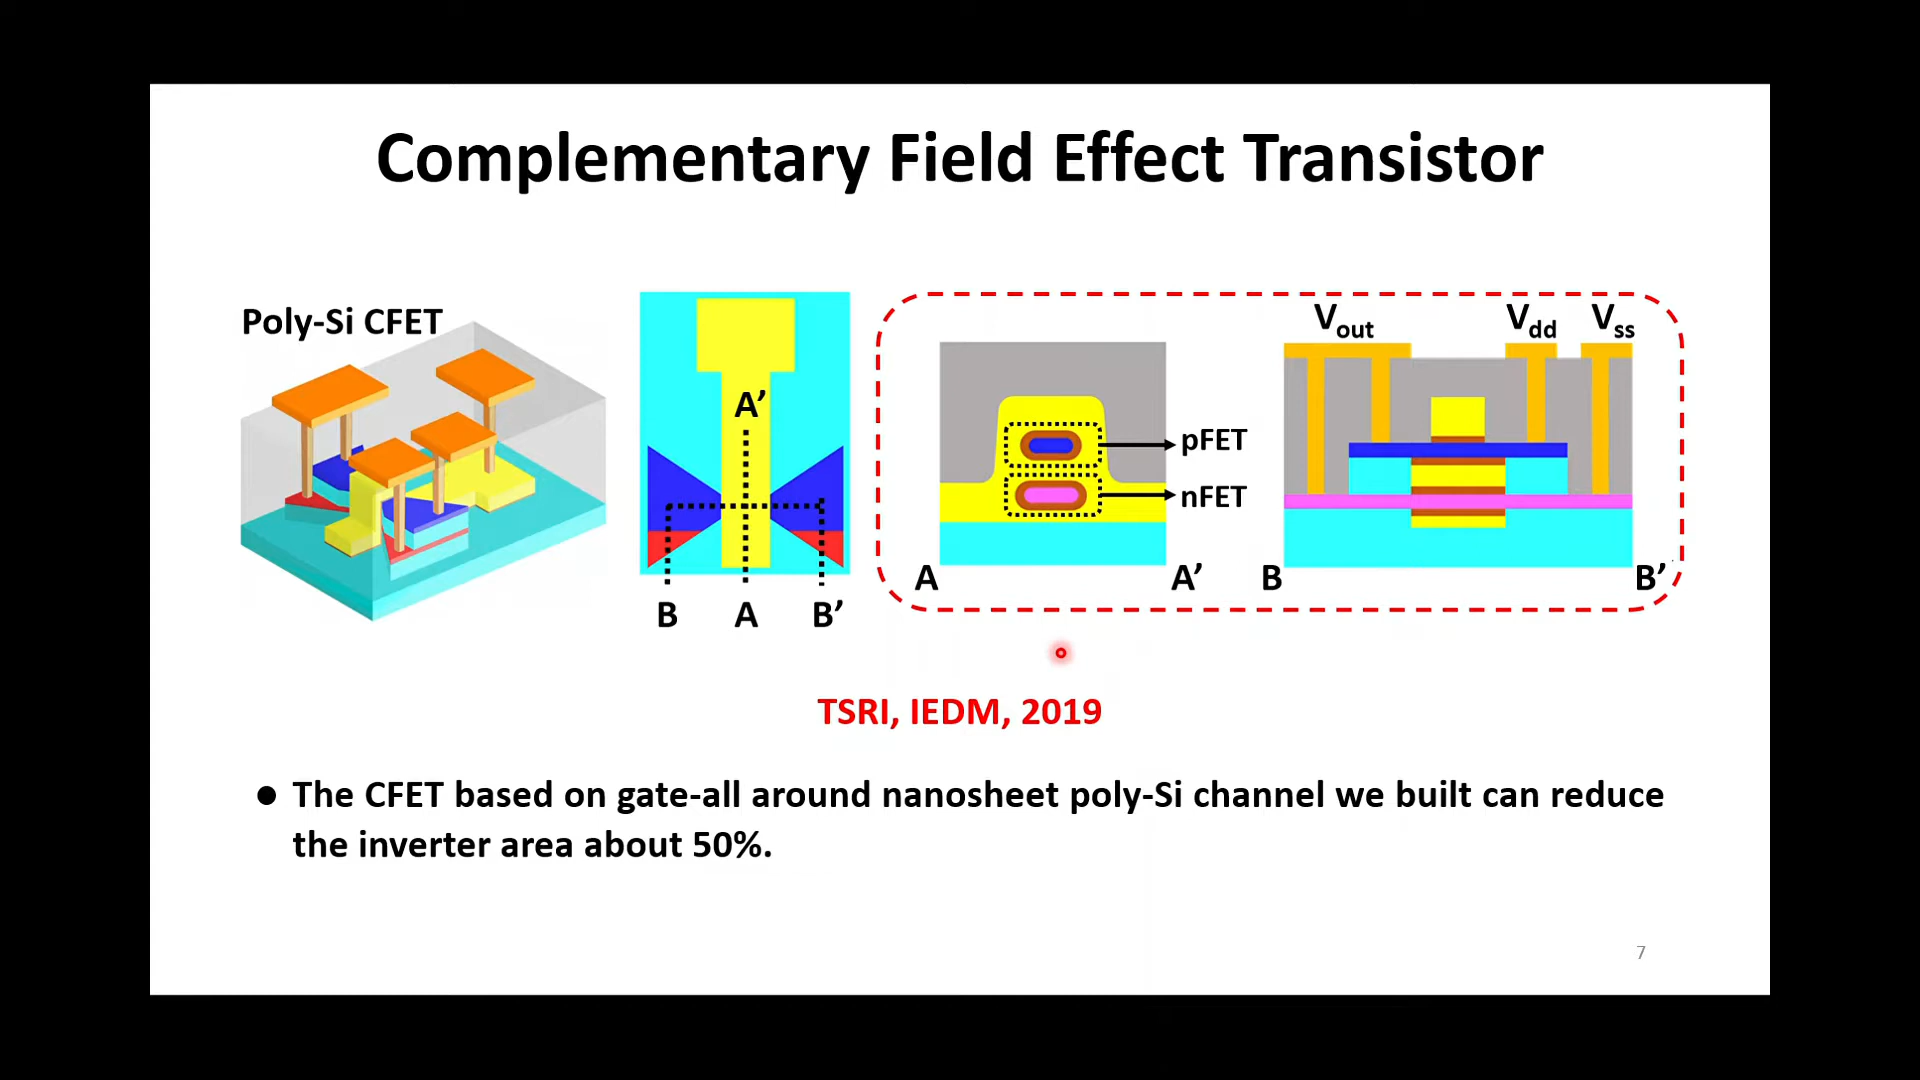 Complementary Field Effect Transistor
Poly-Si CFET
A’
B A B’
pFET
nFET
A A’
Vout Vdd Vss
B B’
TSRI, IEDM, 2019
● The CFET based on gate-all around nanosheet poly-Si channel we built can reduce
the inverter area about 50%.
7